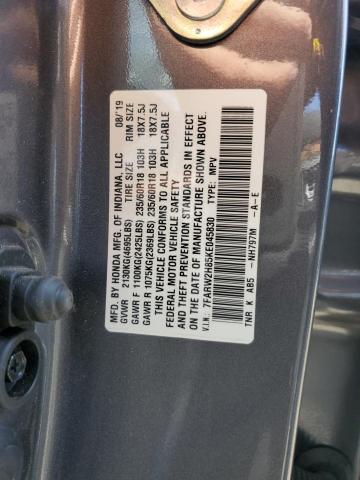 MFD. BY HONDA MFG. OF INDIANA, LLC 08/'19
GVWR 2130KG(4695LBS) TIRE SIZE RIM SIZE
GAWR F 1100KG(2425LBS) 235/60R18 103H 18X7.5J
GAWR R 1075KG(2369LBS) 235/60R18 103H 18X7.5J
THIS VEHICLE CONFORMS TO ALL APPLICABLE
FEDERAL MOTOR VEHICLE SAFETY
AND THEFT PREVENTION STANDARDS IN EFFECT
ON THE DATE OF MANUFACTURE SHOWN ABOVE.
V.I.N.: 7FARW2H85KE045830 TYPE: MPV
TNR K AB5 -NH797M -A-E